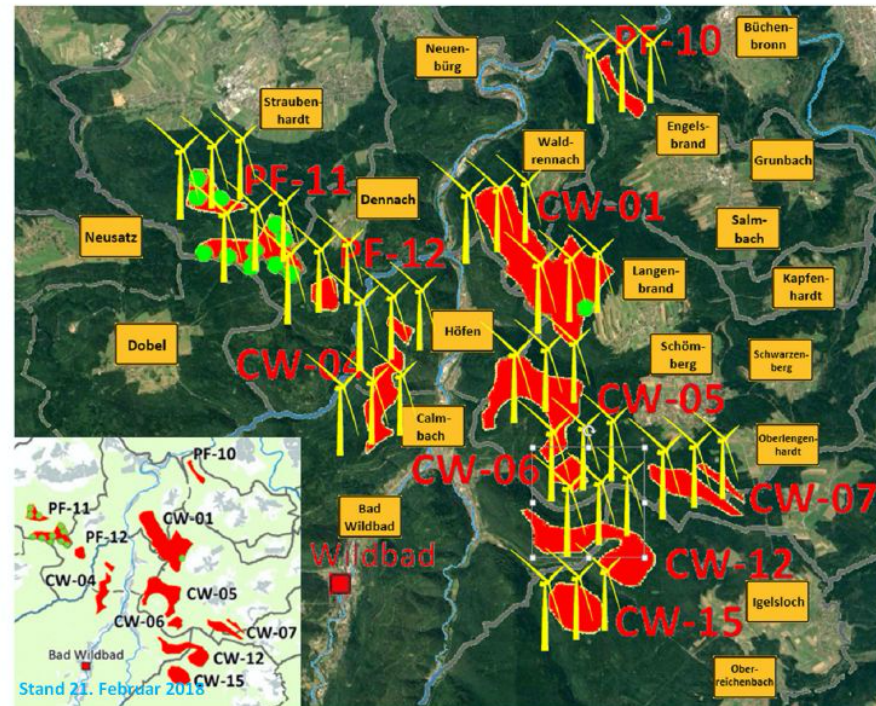 PF-10
Büchen-
bronn
Neuen-
bürg
Strauben-
hardt
Wald-
rennach
Engels-
brand
Grunbach
PF-11
CW-01
Dennach
Neusatz
Salm-
bach
PF-12
Langen-
brand
Kapfen-
hardt
Höfen
Dobel
CW-04
Schöm-
berg
Schwarzen-
berg
CW-05
Calm-
bach
Oberlengen-
hardt
CW-06
CW-07
Bad
Wildbad
Wildbad
CW-12
CW-15
Igelsloch
Ober-
reichenbach
PF-10
PF-11
CW-01
PF-12
CW-04
CW-05
CW-06
CW-07
Bad Wildbad
CW-12
CW-15
Stand 21. Februar 2018